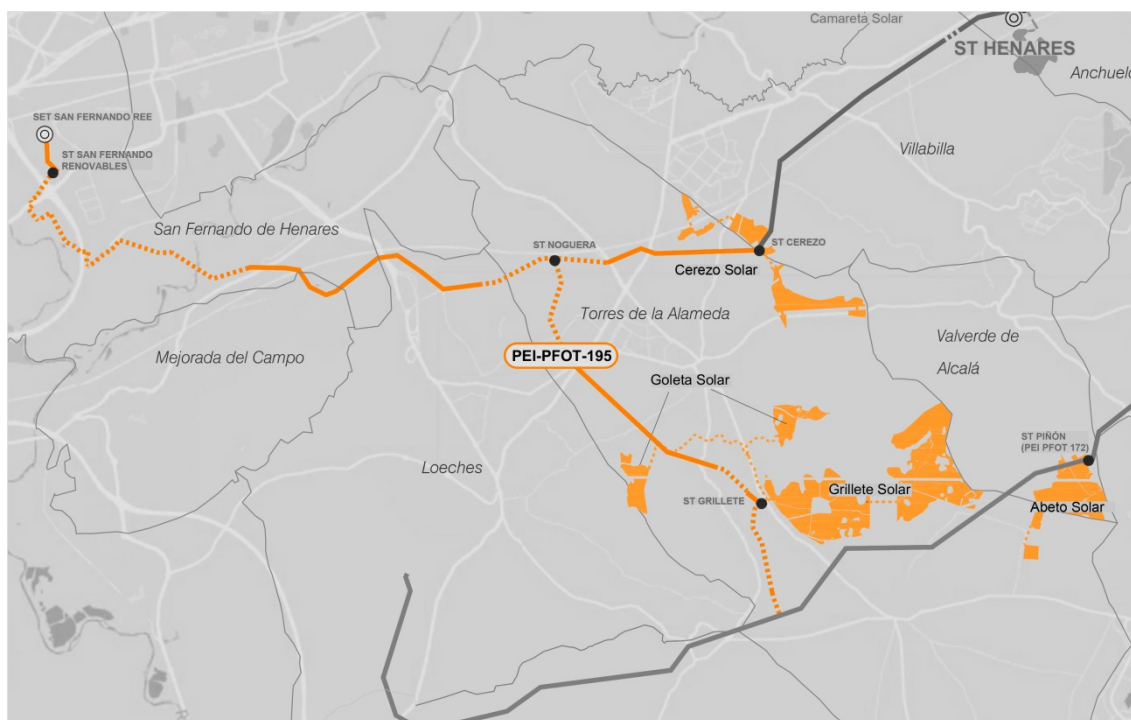 Camareta Solar
ST HENARES
Anchuelo
SET SAN FERNANDO REE
ST SAN FERNANDO
RENOVABLES
Villabilla
San Fernando de Henares
ST NOGUERA
ST CEREZO
Cerezo Solar
Torres de la Alameda
Mejorada del Campo
PEI-PFOT-195
Valverde de
Alcalá
Goleta Solar
ST PIÑÓN
(PEI PFOT 172)
Loeches
Grillete Solar
ST GRILLETE
Abeto Solar